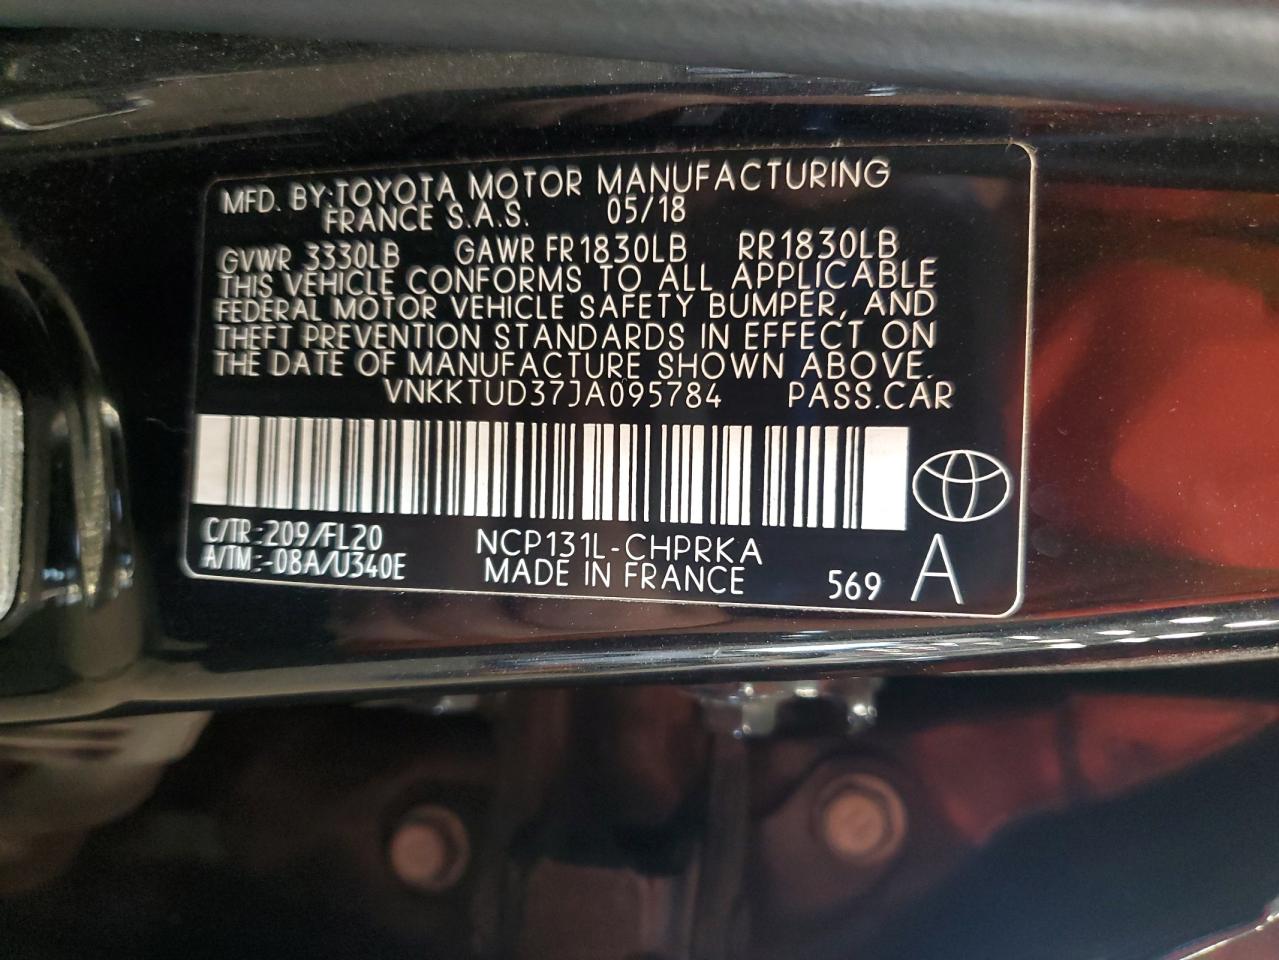 MFD. BY:TOYOTA MOTOR MANUFACTURING
FRANCE S.A.S. 05/18
GVWR 3330LB GAWR FR1830LB RR1830LB
THIS VEHICLE CONFORMS TO ALL APPLICABLE
FEDERAL MOTOR VEHICLE SAFETY BUMPER, AND
THEFT PREVENTION STANDARDS IN EFFECT ON
THE DATE OF MANUFACTURE SHOWN ABOVE.
VNKKTUD37JA095784 PASS.CAR
C/TR:209/FL20 NCP131L-CHPRKA
A/TM:-08A/U340E MADE IN FRANCE 569 A